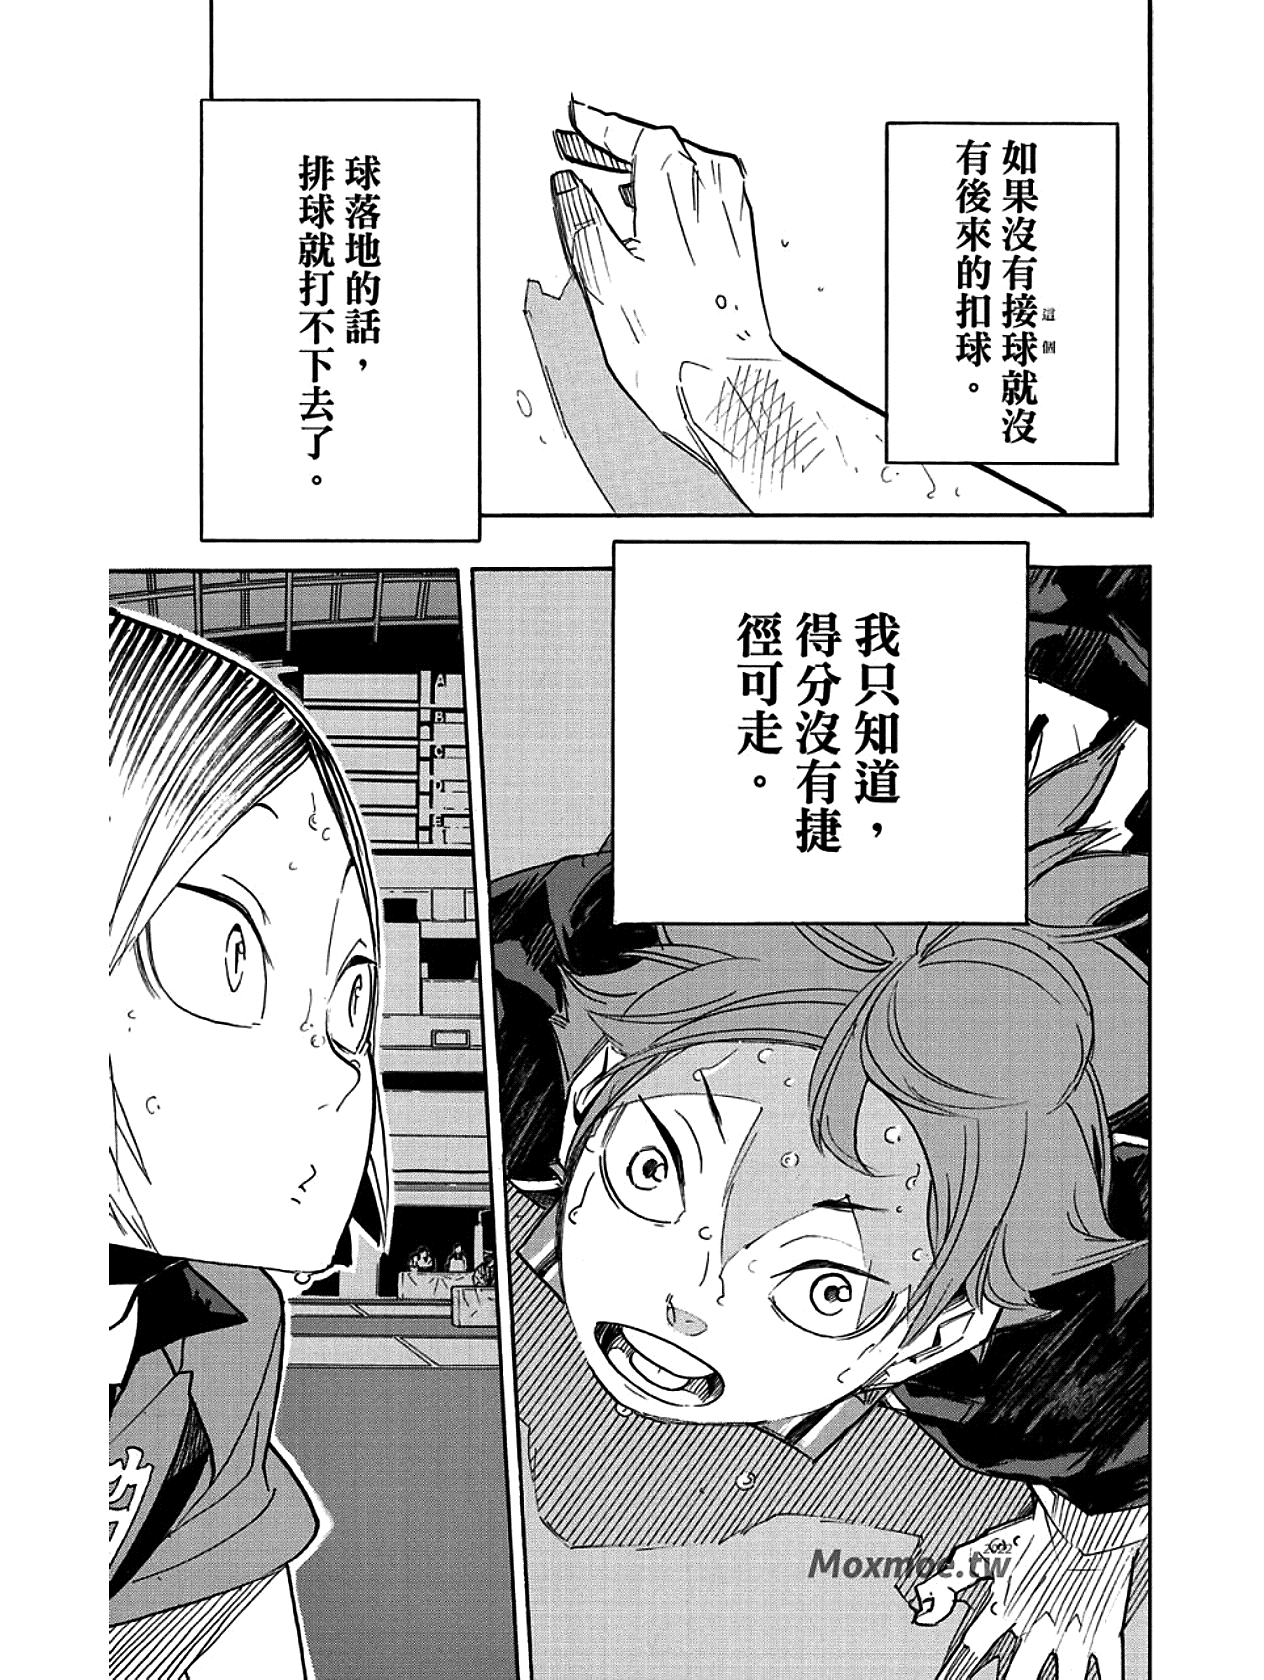 如果沒有接球就沒
這個
有後來的扣球。
球落地的話，
排球就打不下去了。
我只知道，
得分沒有捷
徑可走。
A
B
C
E
Moxmoe.tw
2022